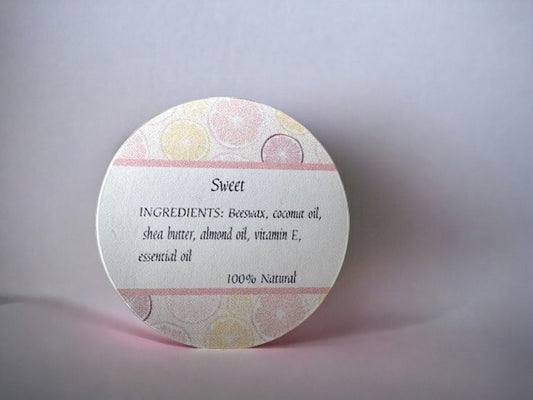 Sweet
INGREDIENTS: Beeswax, coconut oil,
shea butter, almond oil, vitamin E,
essential oil
100% Natural